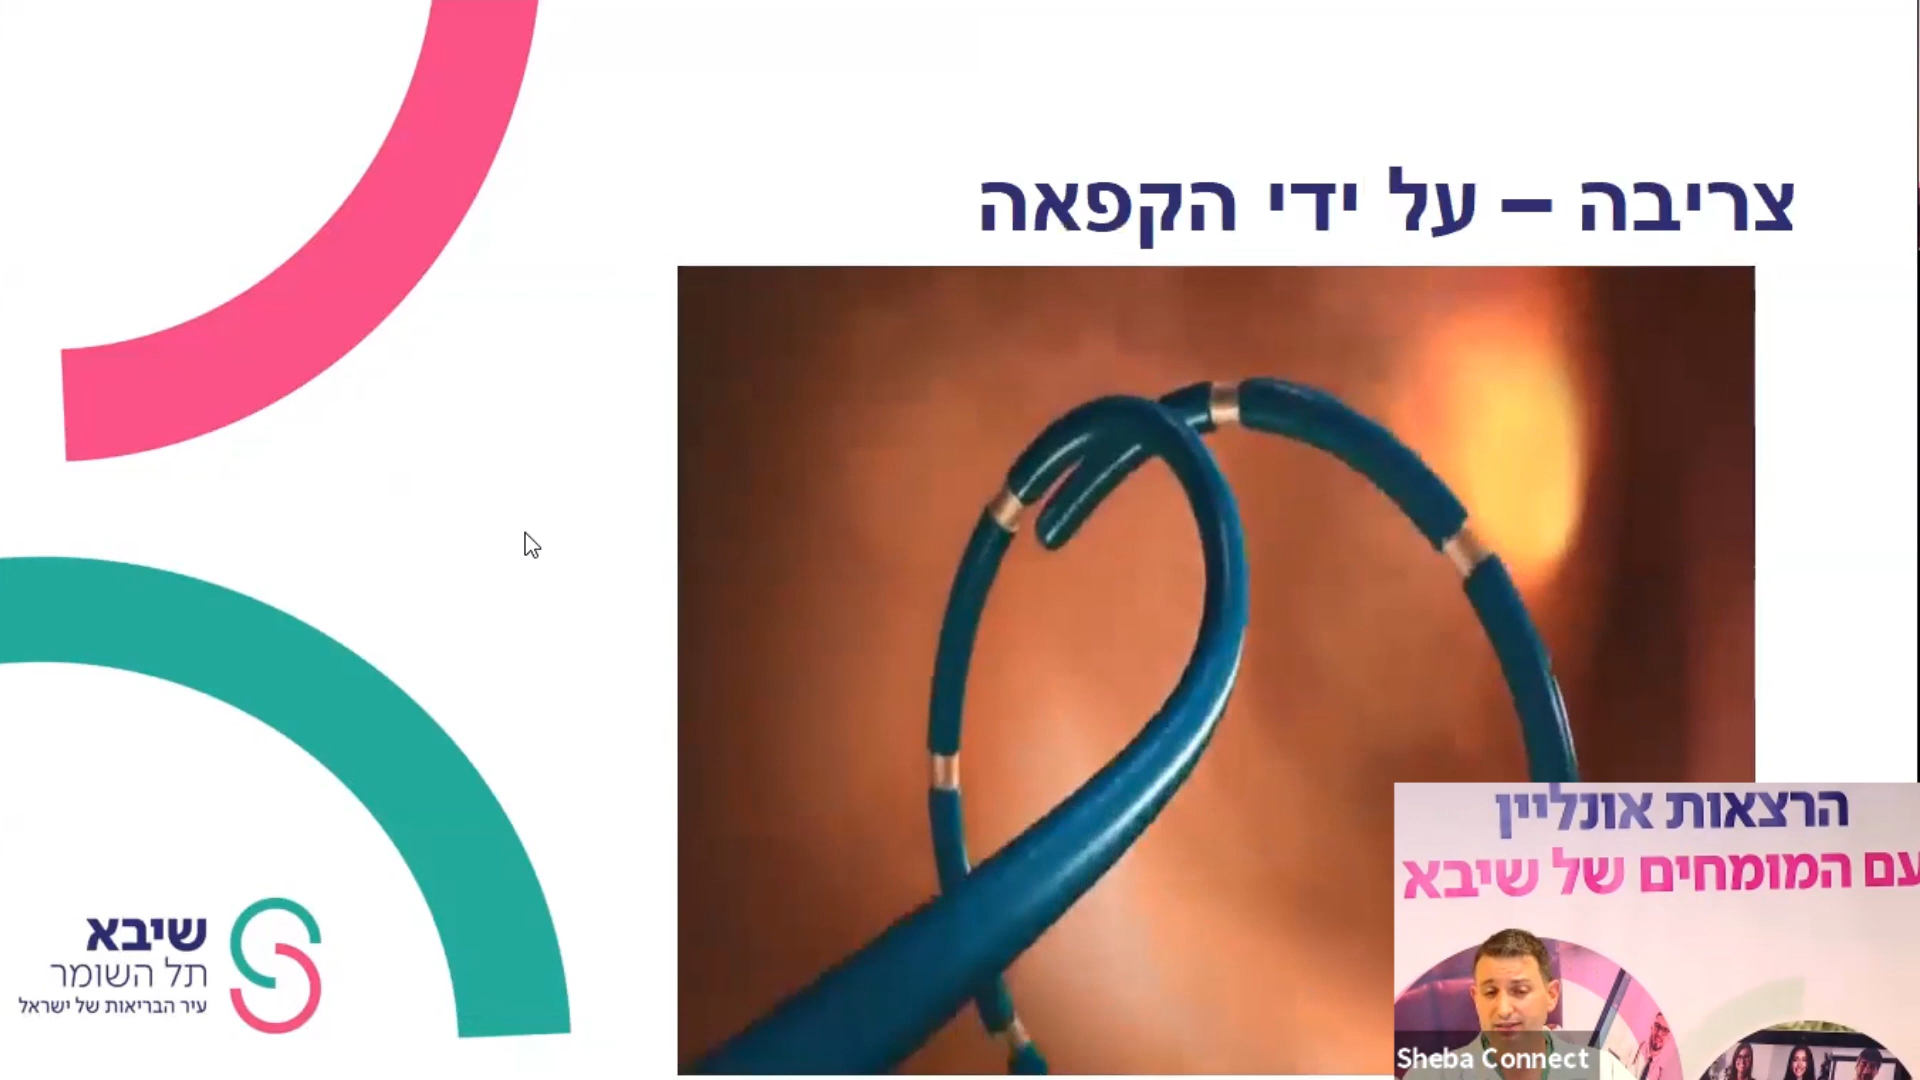 צריבה – על ידי הקפאה
שיבא
תל השומר
עיר הבריאות של ישראל
הרצאות אונליין
עם המומחים של שיבא
Sheba Connect